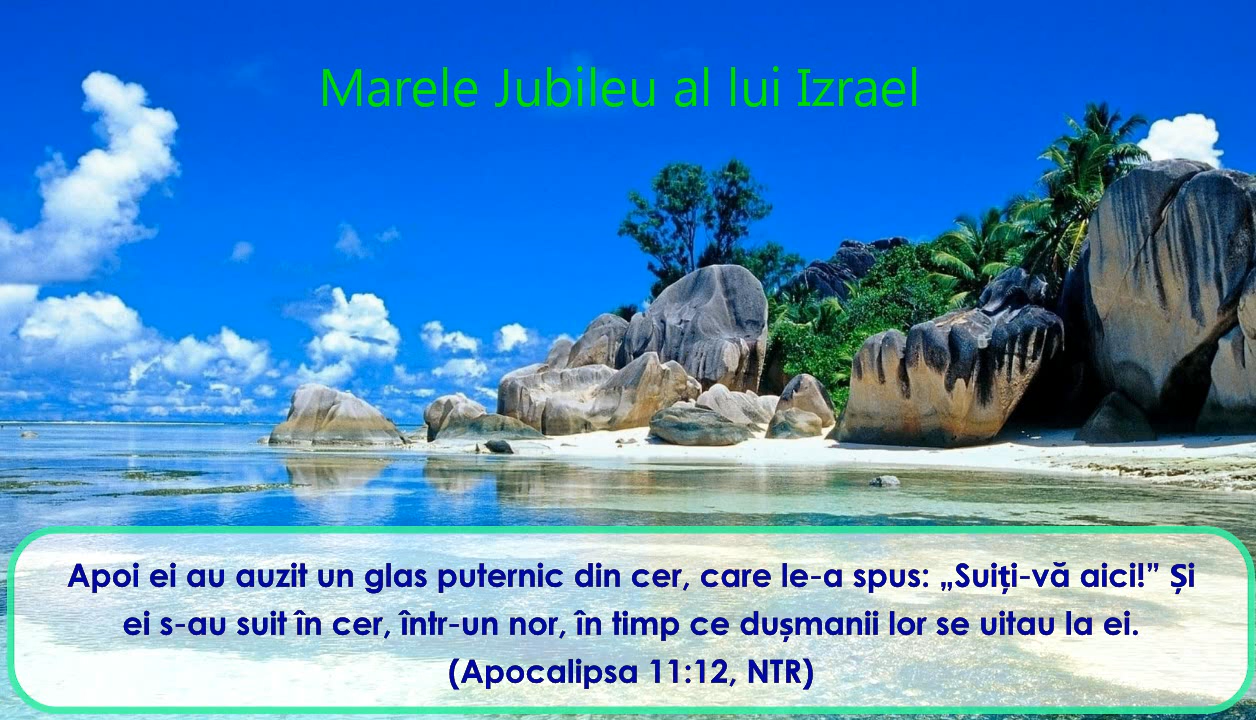 Marele Jubileu al lui Izrael
Apoi ei au auzit un glas puternic din cer, care le-a spus: „Suiți-vă aici!” Și
ei s-au suit în cer, într-un nor, în timp ce dușmanii lor se uitau la ei.
(Apocalipsa 11:12, NTR)